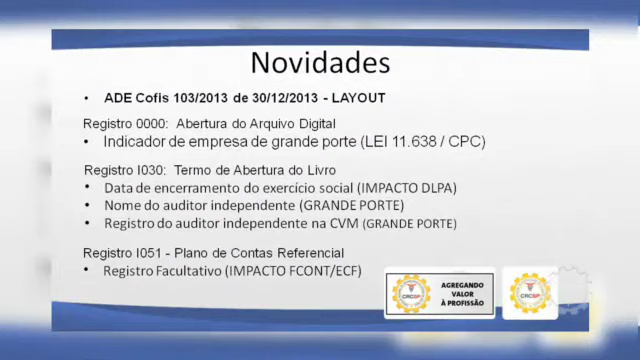 Novidades
• ADE Cofis 103/2013 de 30/12/2013 - LAYOUT
Registro 0000: Abertura do Arquivo Digital
• Indicador de empresa de grande porte (LEI 11.638 / CPC)
Registro I030: Termo de Abertura do Livro
• Data de encerramento do exercício social (IMPACTO DLPA)
• Nome do auditor independente (GRANDE PORTE)
• Registro do auditor independente na CVM (GRANDE PORTE)
Registro I051 - Plano de Contas Referencial
• Registro Facultativo (IMPACTO FCONT/ECF)
CRCSP
AGREGANDO
VALOR
À PROFISSÃO
CRCSP